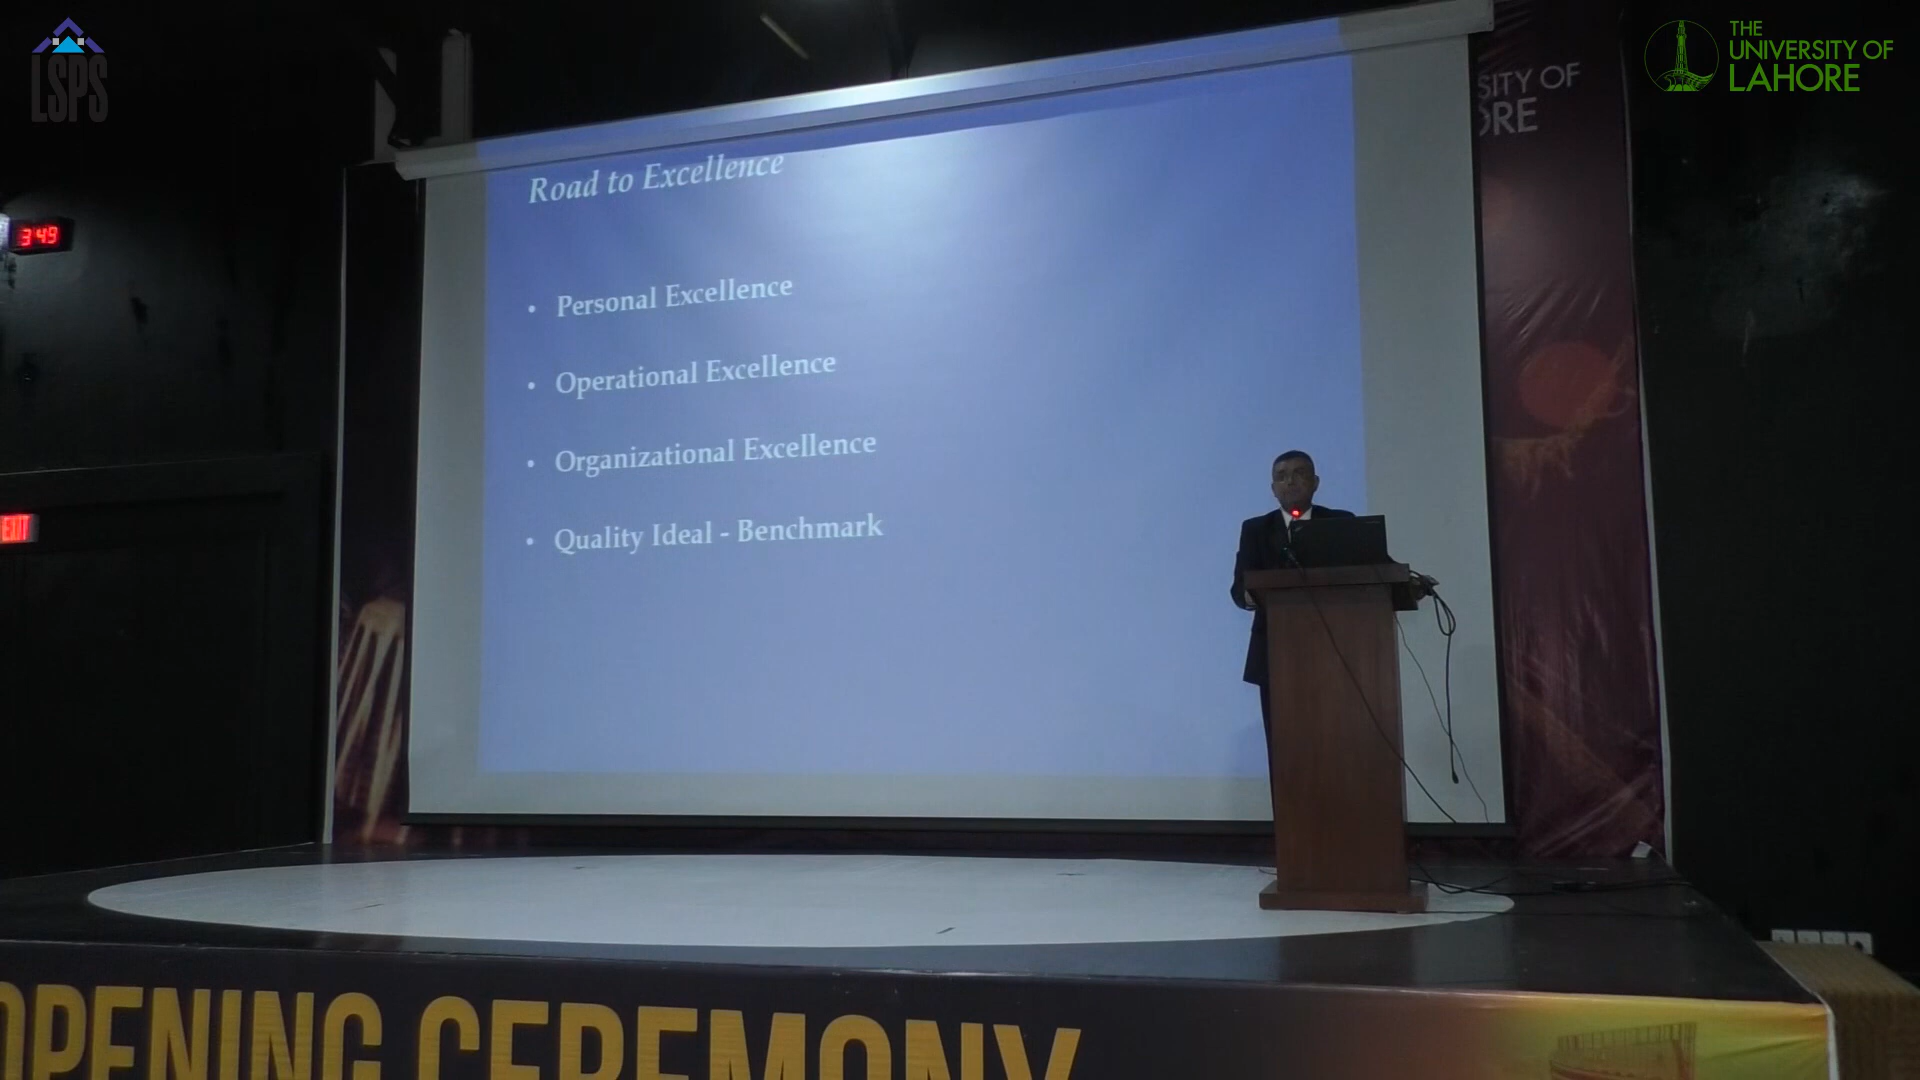 LSPS
THE
UNIVERSITY OF
LAHORE
SITY OF
ORE
3:49
EXIT
Road to Excellence
• Personal Excellence
• Operational Excellence
• Organizational Excellence
• Quality Ideal - Benchmark
OPENING CEREMONY